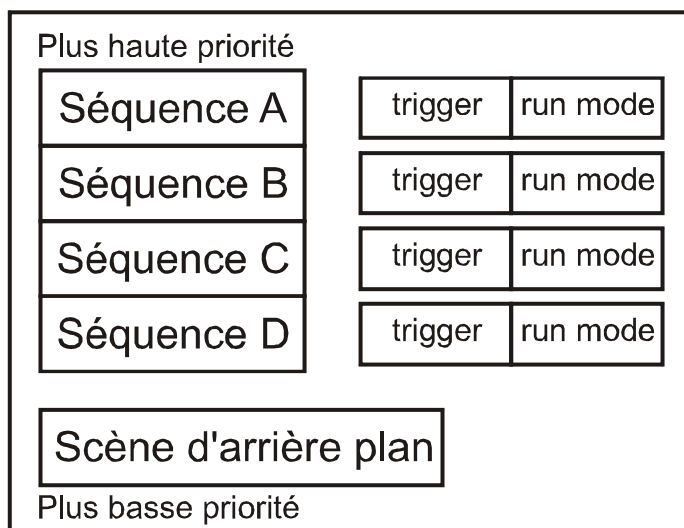 Plus haute priorité
Séquence A trigger run mode
Séquence B trigger run mode
Séquence C trigger run mode
Séquence D trigger run mode
Scène d'arrière plan
Plus basse priorité